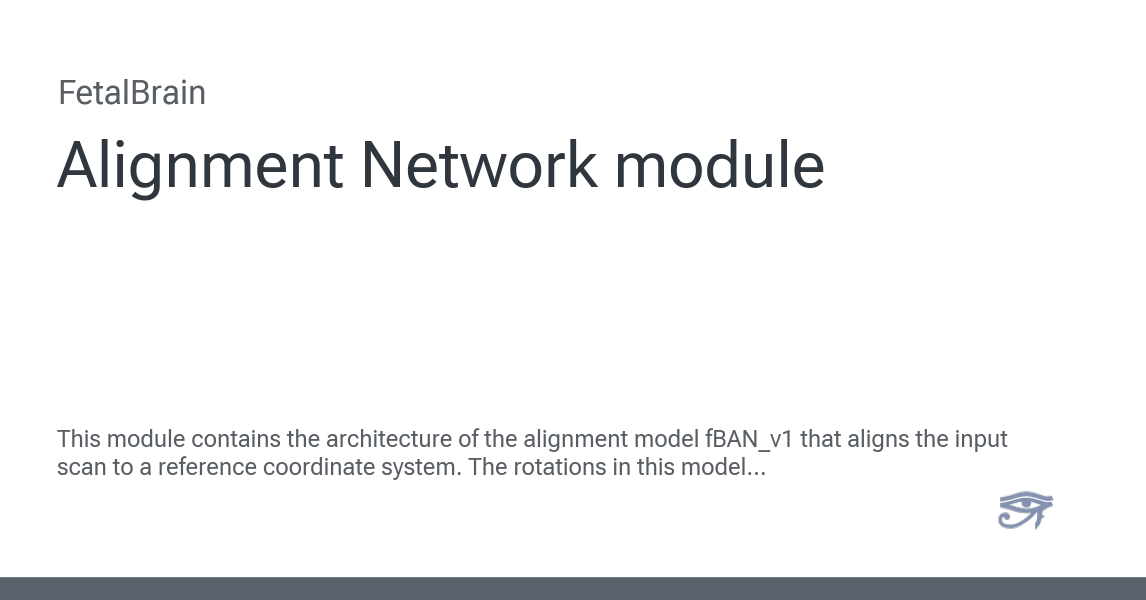 FetalBrain
Alignment Network module
This module contains the architecture of the alignment model fBAN_v1 that aligns the input
scan to a reference coordinate system. The rotations in this model...